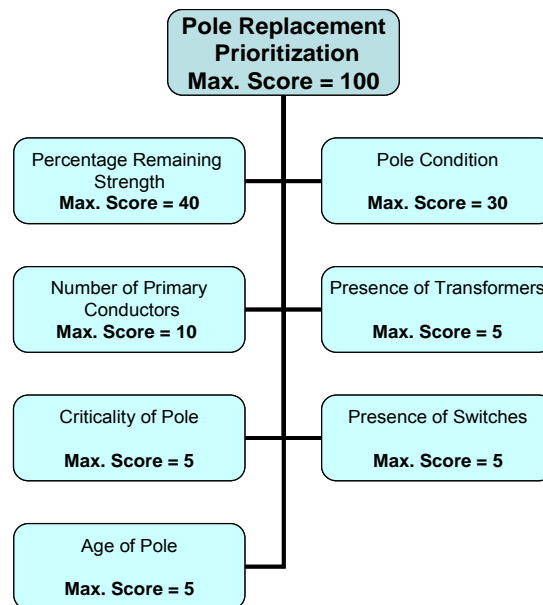 Pole Replacement
Prioritization
Max. Score = 100
Percentage Remaining
Strength
Max. Score = 40
Pole Condition
Max. Score = 30
Number of Primary
Conductors
Max. Score = 10
Presence of Transformers
Max. Score = 5
Criticality of Pole
Max. Score = 5
Presence of Switches
Max. Score = 5
Age of Pole
Max. Score = 5